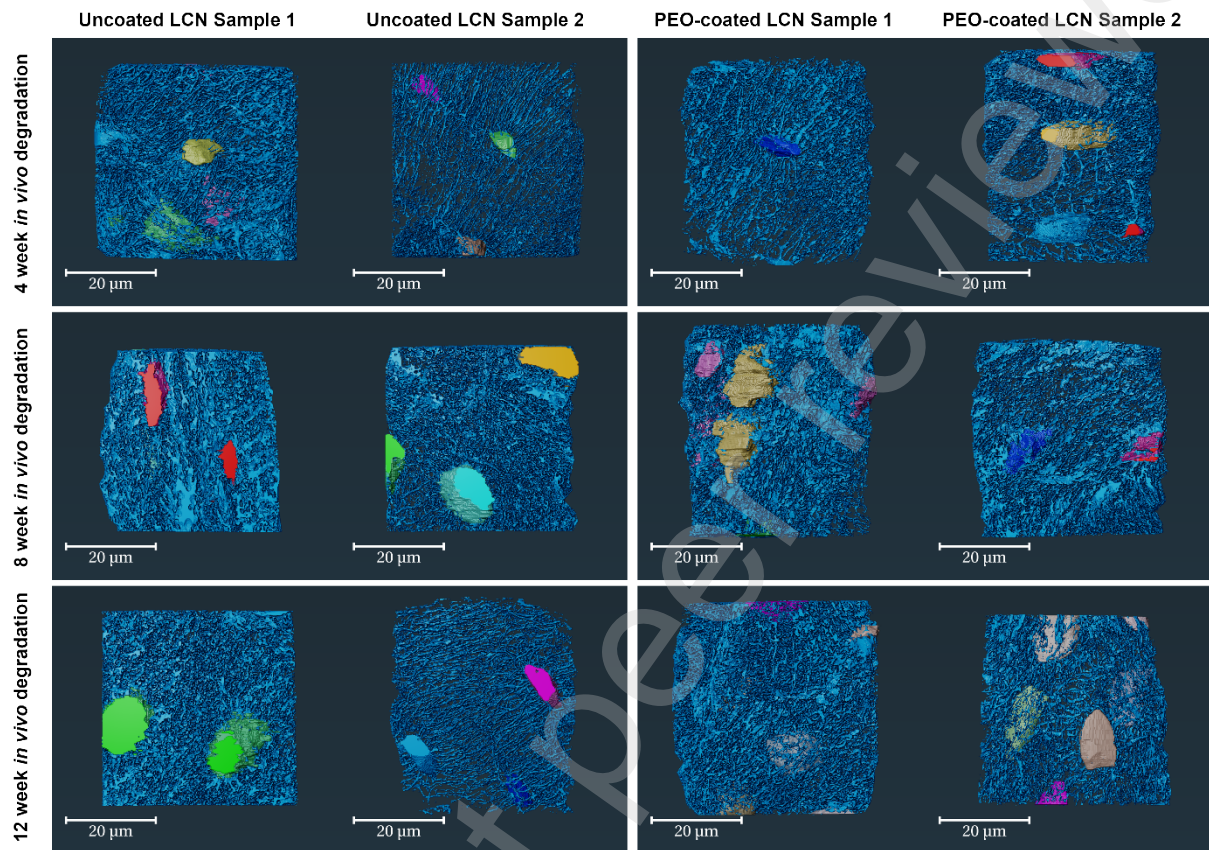 Uncoated LCN Sample 1 Uncoated LCN Sample 2 PEO-coated LCN Sample 1 PEO-coated LCN Sample 2
4 week in vivo degradation
20 µm 20 µm 20 µm 20 µm
8 week in vivo degradation
20 µm 20 µm 20 µm 20 µm
12 week in vivo degradation
20 µm 20 µm 20 µm 20 µm
t peer review